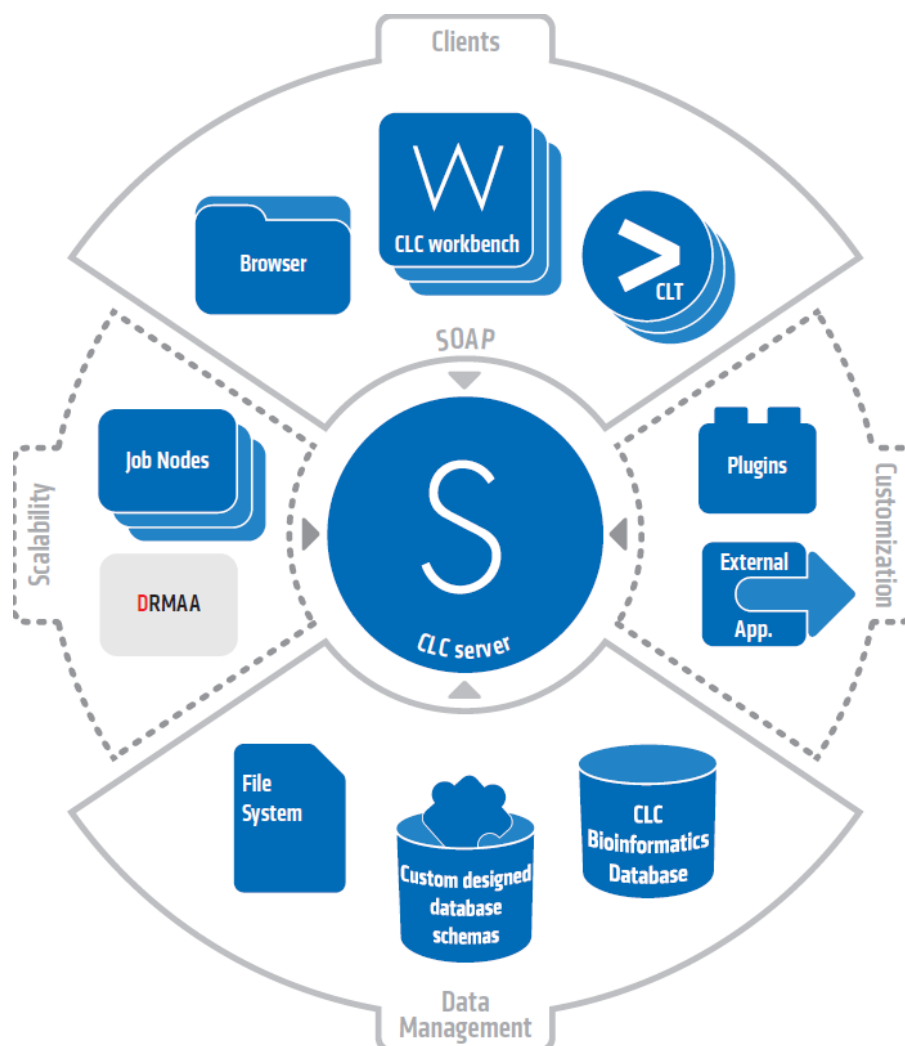 Clients
W
CLC workbench
Browser
>
CLT
SOAP
Scalability
Job Nodes
DRMAA
S
CLC server
Plugins
External
App.
Customization
File
System
Custom designed
database
schemas
CLC
Bioinformatics
Database
Data
Management